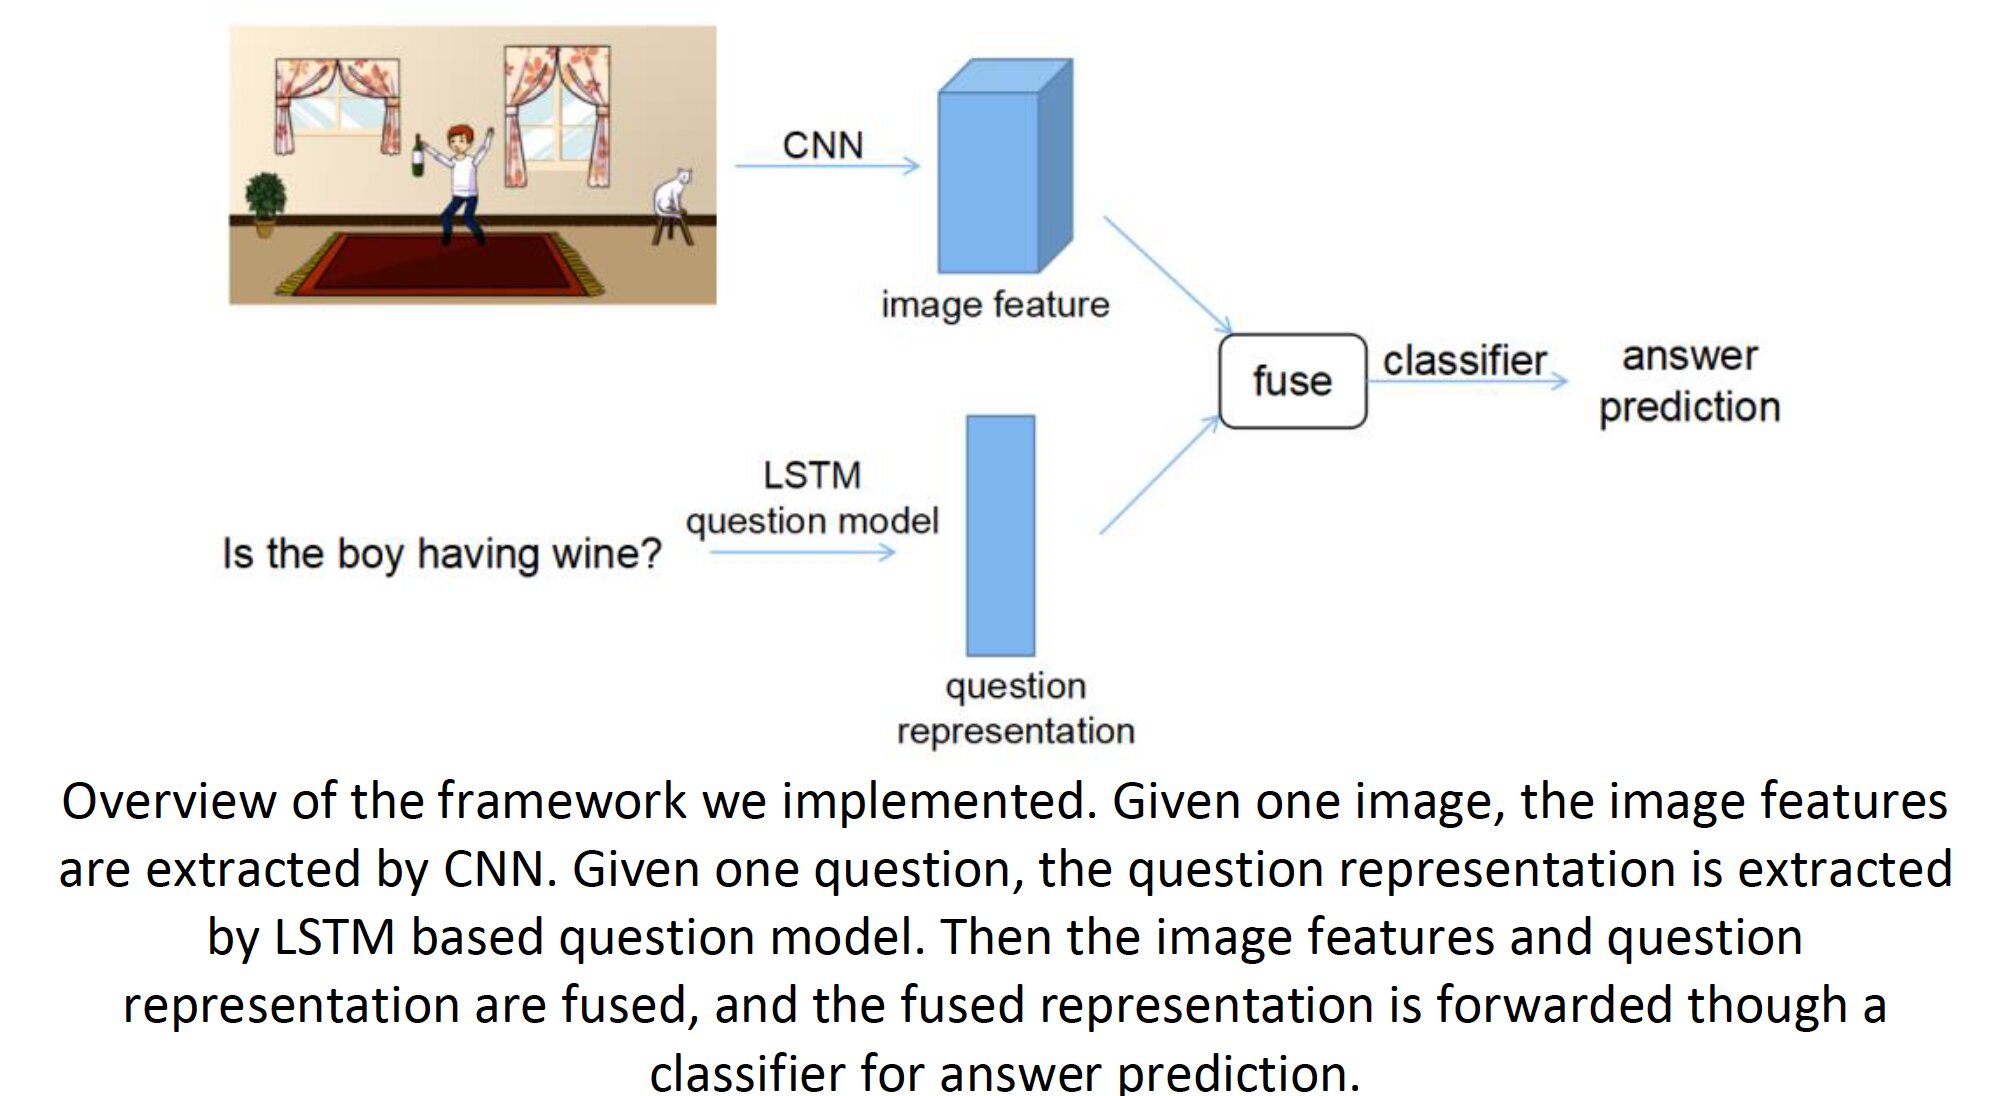 CNN
image feature
fuse
classifier
answer
prediction
LSTM
question model
Is the boy having wine?
question
representation
Overview of the framework we implemented. Given one image, the image features
are extracted by CNN. Given one question, the question representation is extracted
by LSTM based question model. Then the image features and question
representation are fused, and the fused representation is forwarded though a
classifier for answer prediction.